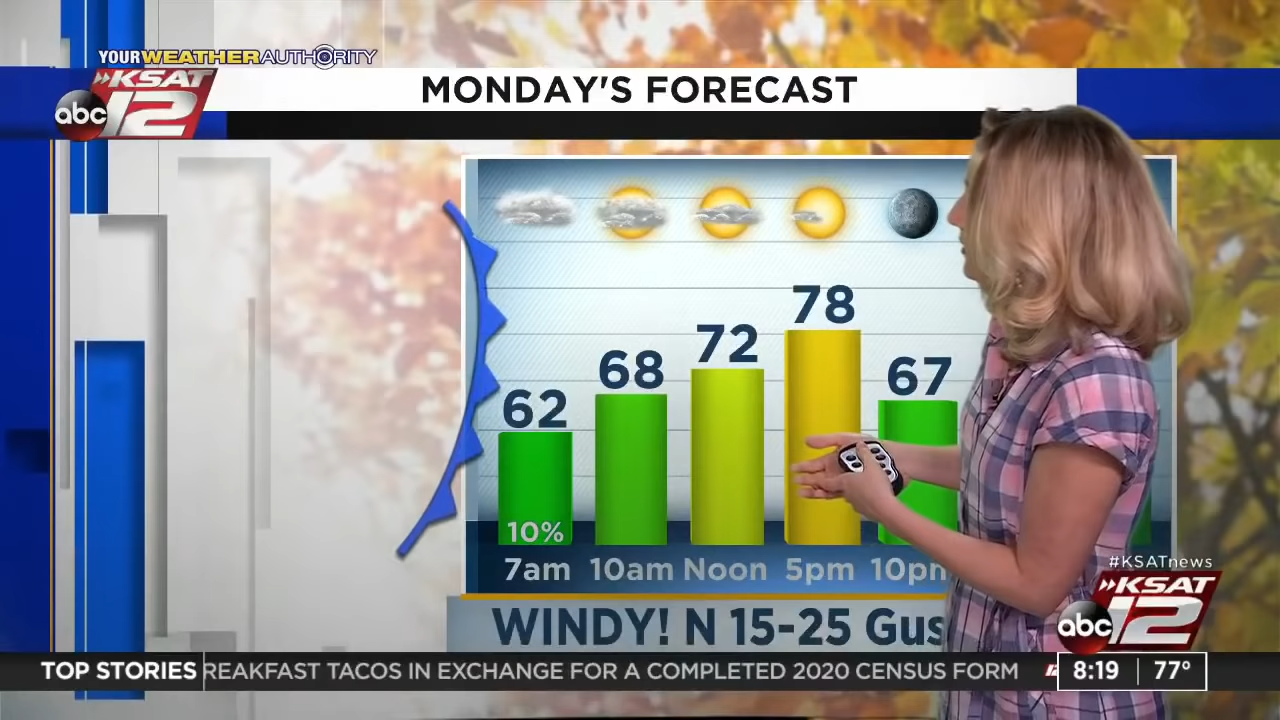 YOURWEATHERAUTHORITY
KSAT
abc 12
MONDAY'S FORECAST
62 68 72 78 67
10%
7am 10am Noon 5pm 10pm
WINDY! N 15-25 Gus
#KSATnews
KSAT
abc 12
TOP STORIES REAKFAST TACOS IN EXCHANGE FOR A COMPLETED 2020 CENSUS FORM 8:19 77°